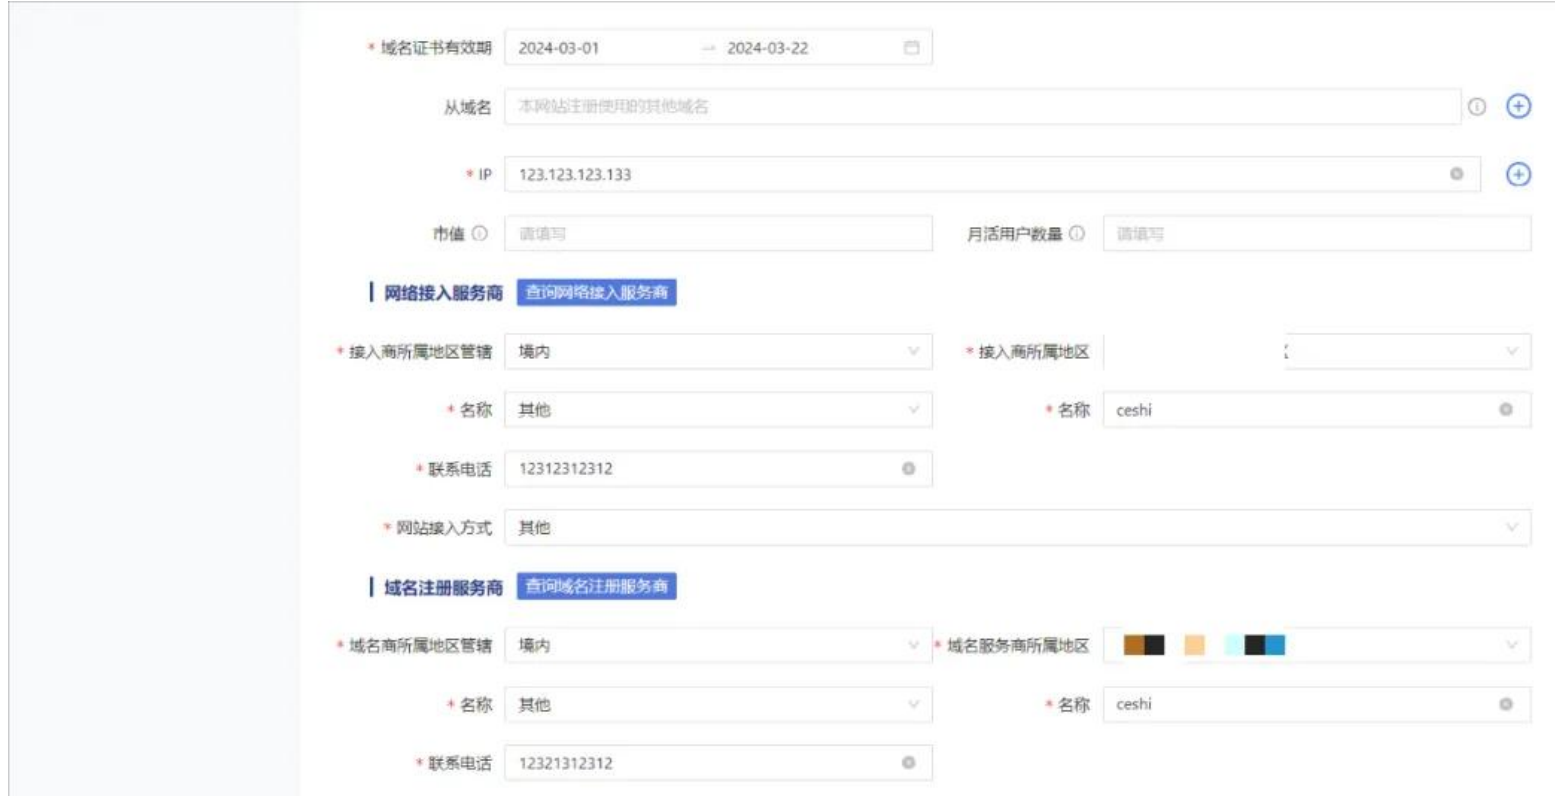 * 域名证书有效期 2024-03-01 → 2024-03-22
从域名 本网站注册使用的其他域名
* IP 123.123.123.133
市值 请填写 月活用户数量 请填写
网络接入服务商 查询网络接入服务商
* 接入商所属地区管辖 境内 * 接入商所属地区
* 名称 其他 * 名称 ceshi
* 联系电话 12312312312
* 网站接入方式 其他
域名注册服务商 查询域名注册服务商
* 域名商所属地区管辖 境内 * 域名服务商所属地区
* 名称 其他 * 名称 ceshi
* 联系电话 12321312312